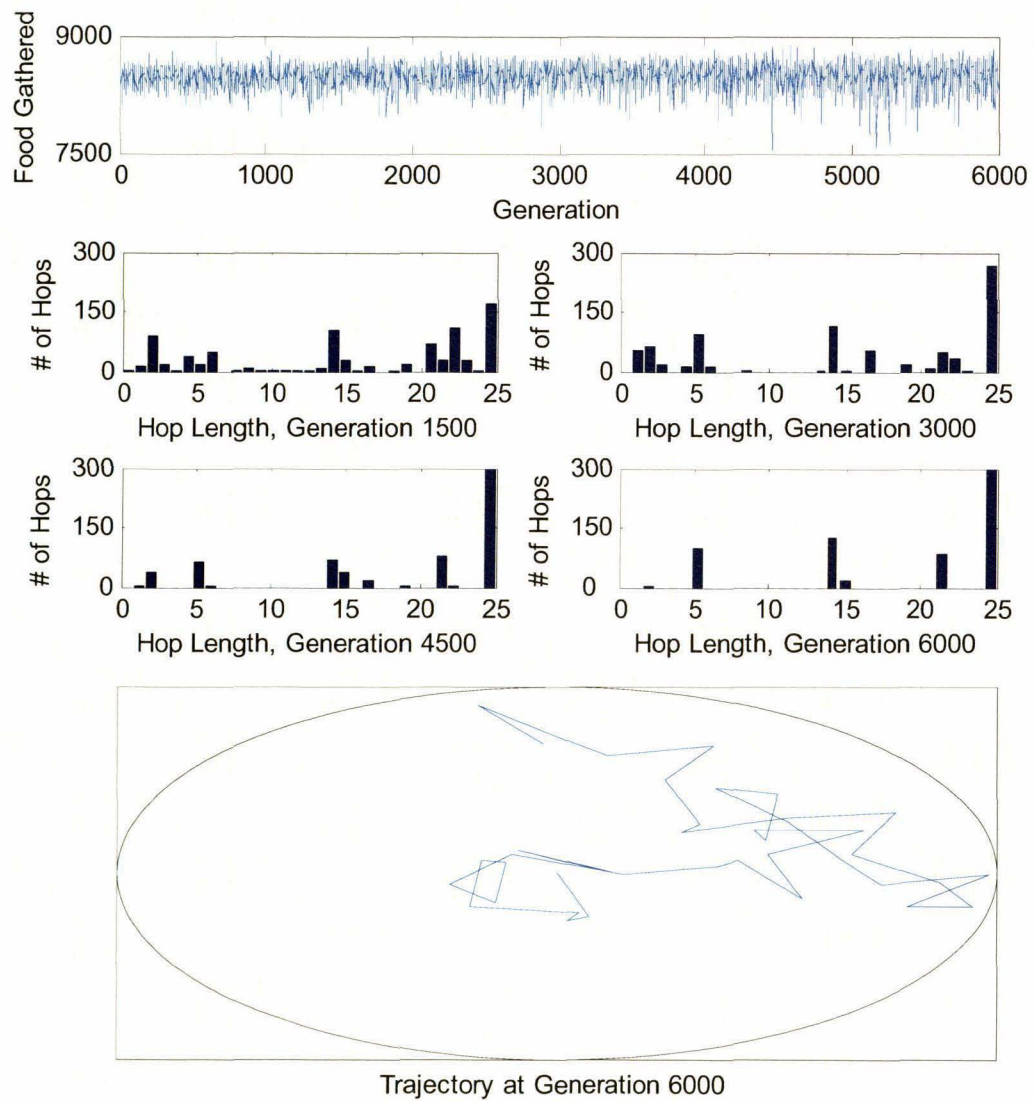 9000
Food Gathered
7500
0 1000 2000 3000 4000 5000 6000
Generation
300
# of Hops
150
0
0 5 10 15 20 25
Hop Length, Generation 1500
300
# of Hops
150
0
0 5 10 15 20 25
Hop Length, Generation 3000
300
# of Hops
150
0
0 5 10 15 20 25
Hop Length, Generation 4500
300
# of Hops
150
0
0 5 10 15 20 25
Hop Length, Generation 6000
Trajectory at Generation 6000